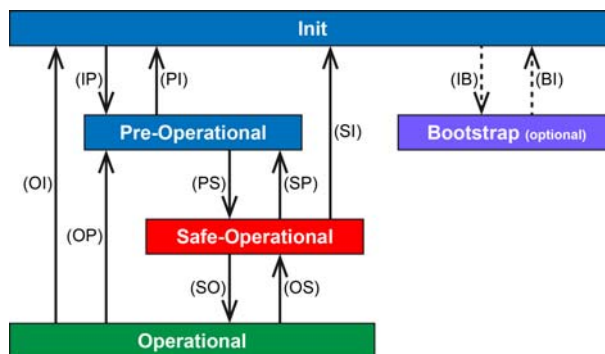 Init
(IP)
(PI)
(IB)
(BI)
Pre-Operational
Bootstrap (optional)
(SI)
(OI)
(PS)
(SP)
(OP)
Safe-Operational
(SO)
(OS)
Operational